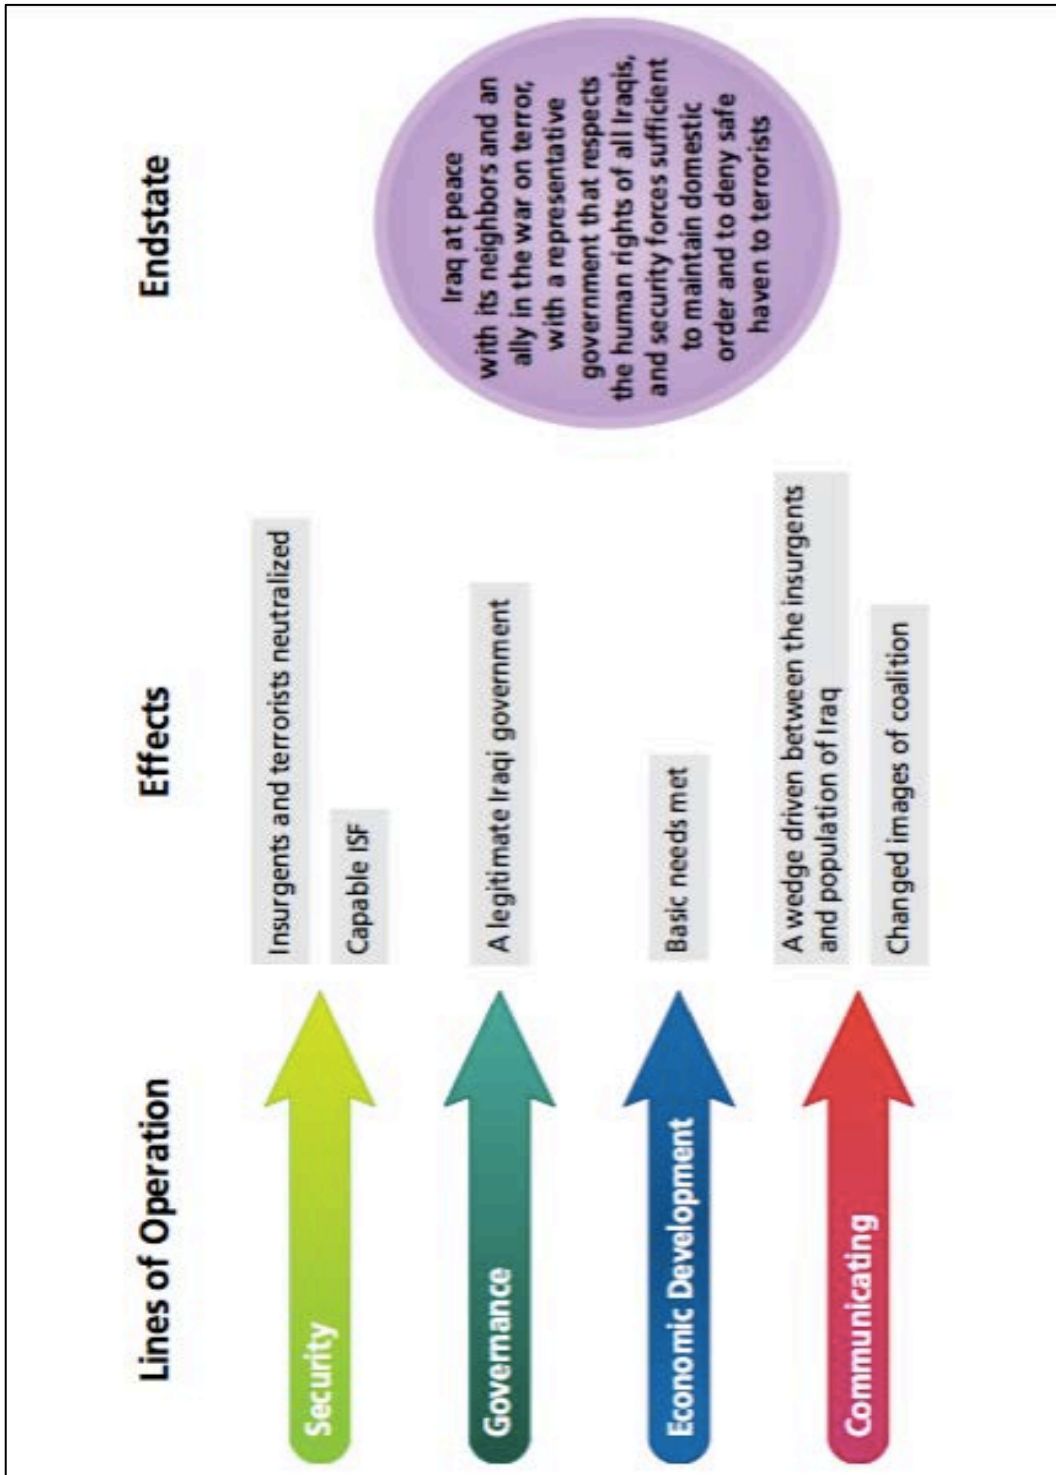 Lines of Operation
Effects
Endstate
Security
Insurgents and terrorists neutralized
Capable ISF
Governance
A legitimate Iraqi government
Economic Development
Basic needs met
Communicating
A wedge driven between the insurgents
and population of Iraq
Changed images of coalition
Iraq at peace
with its neighbors and an
ally in the war on terror,
with a representative
government that respects
the human rights of all Iraqis,
and security forces sufficient
to maintain domestic
order and to deny safe
haven to terrorists